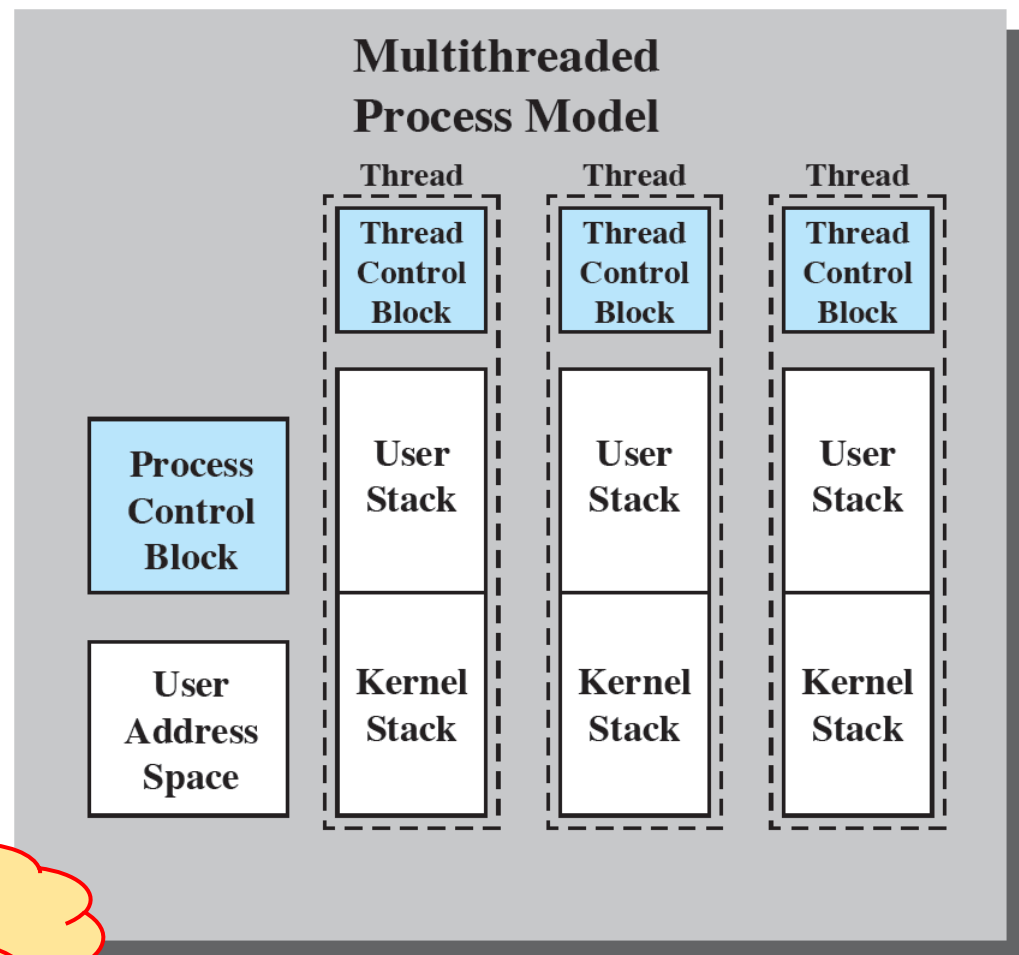 Multithreaded
Process Model
Thread
Thread
Control
Block
User
Stack
Kernel
Stack
Thread
Thread
Control
Block
User
Stack
Kernel
Stack
Thread
Thread
Control
Block
User
Stack
Kernel
Stack
Process
Control
Block
User
Address
Space